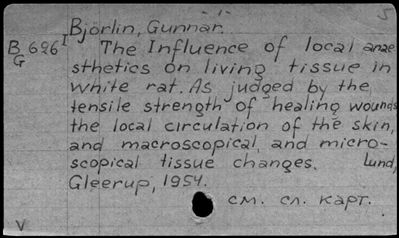 5
Björlin, Gunnar.
B 626 I
G
The Influence of local anae
sthetics on living tissue in
white rat. As judged by the
tensile strength of healing wounds
the local circulation of the skin,
and macroscopical, and micro-
scopical tissue changes. Lund,
Gleerup, 1954.
см. сл. карт.
V